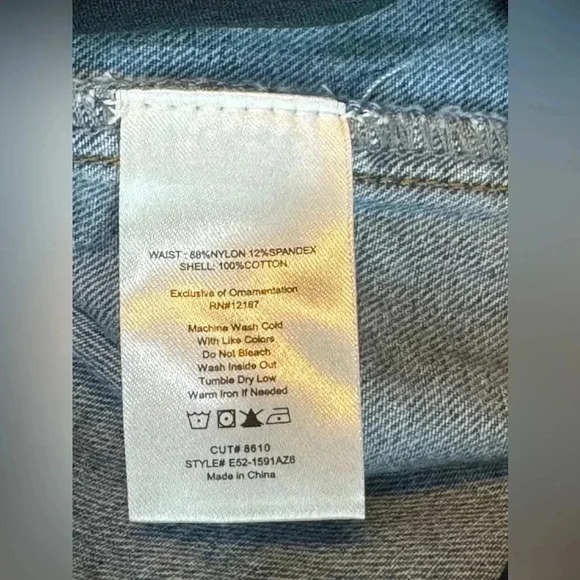 WAIST : 88%NYLON 12%SPANDEX
SHELL: 100%COTTON
Exclusive of Ornamentation
RN#12167
Machine Wash Cold
With Like Colors
Do Not Bleach
Wash Inside Out
Tumble Dry Low
Warm Iron If Needed
CUT# 8610
STYLE# E52-1591AZ6
Made in China